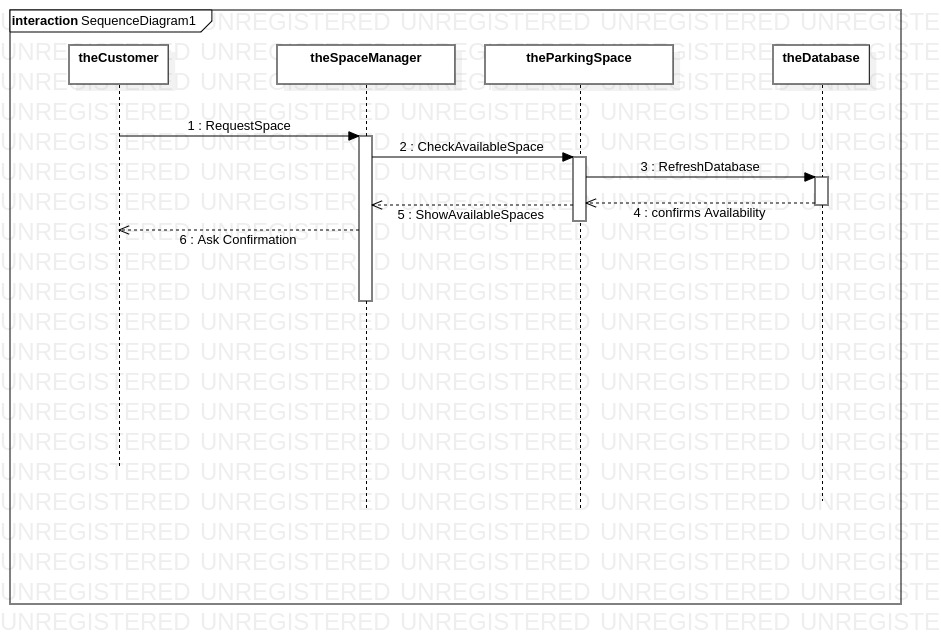 interaction SequenceDiagram1
theCustomer
theSpaceManager
theParkingSpace
theDatabase
1 : RequestSpace
2 : CheckAvailableSpace
3 : RefreshDatabase
4 : confirms Availability
5 : ShowAvailableSpaces
6 : Ask Confirmation
UNREGISTERED UNREGISTERED UNREGISTERED UNREGISTERED UNREGISTERED